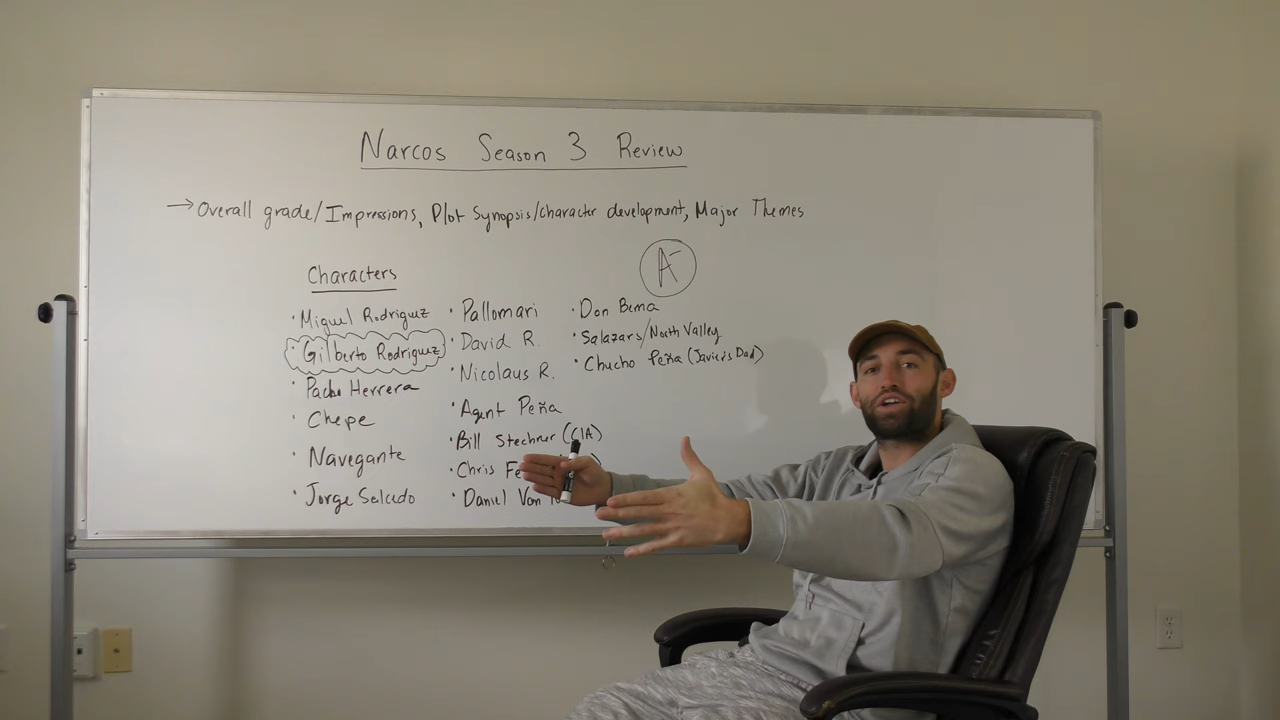 Narcos Season 3 Review
→ Overall grade/Impressions, Plot Synopsis/character development, Major Themes
A-
Characters
· Miguel Rodriguez
· Gilberto Rodriguez
· Pacho Herrera
· Chepe
· Navegante
· Jorge Salcedo
· Pallomari
· David R.
· Nicolaus R.
· Agent Peña
· Bill Stechner (CIA)
· Chris
· Daniel Van
· Don Berna
· Salazars/North Valley
· Chucho Peña (Javier's Dad)